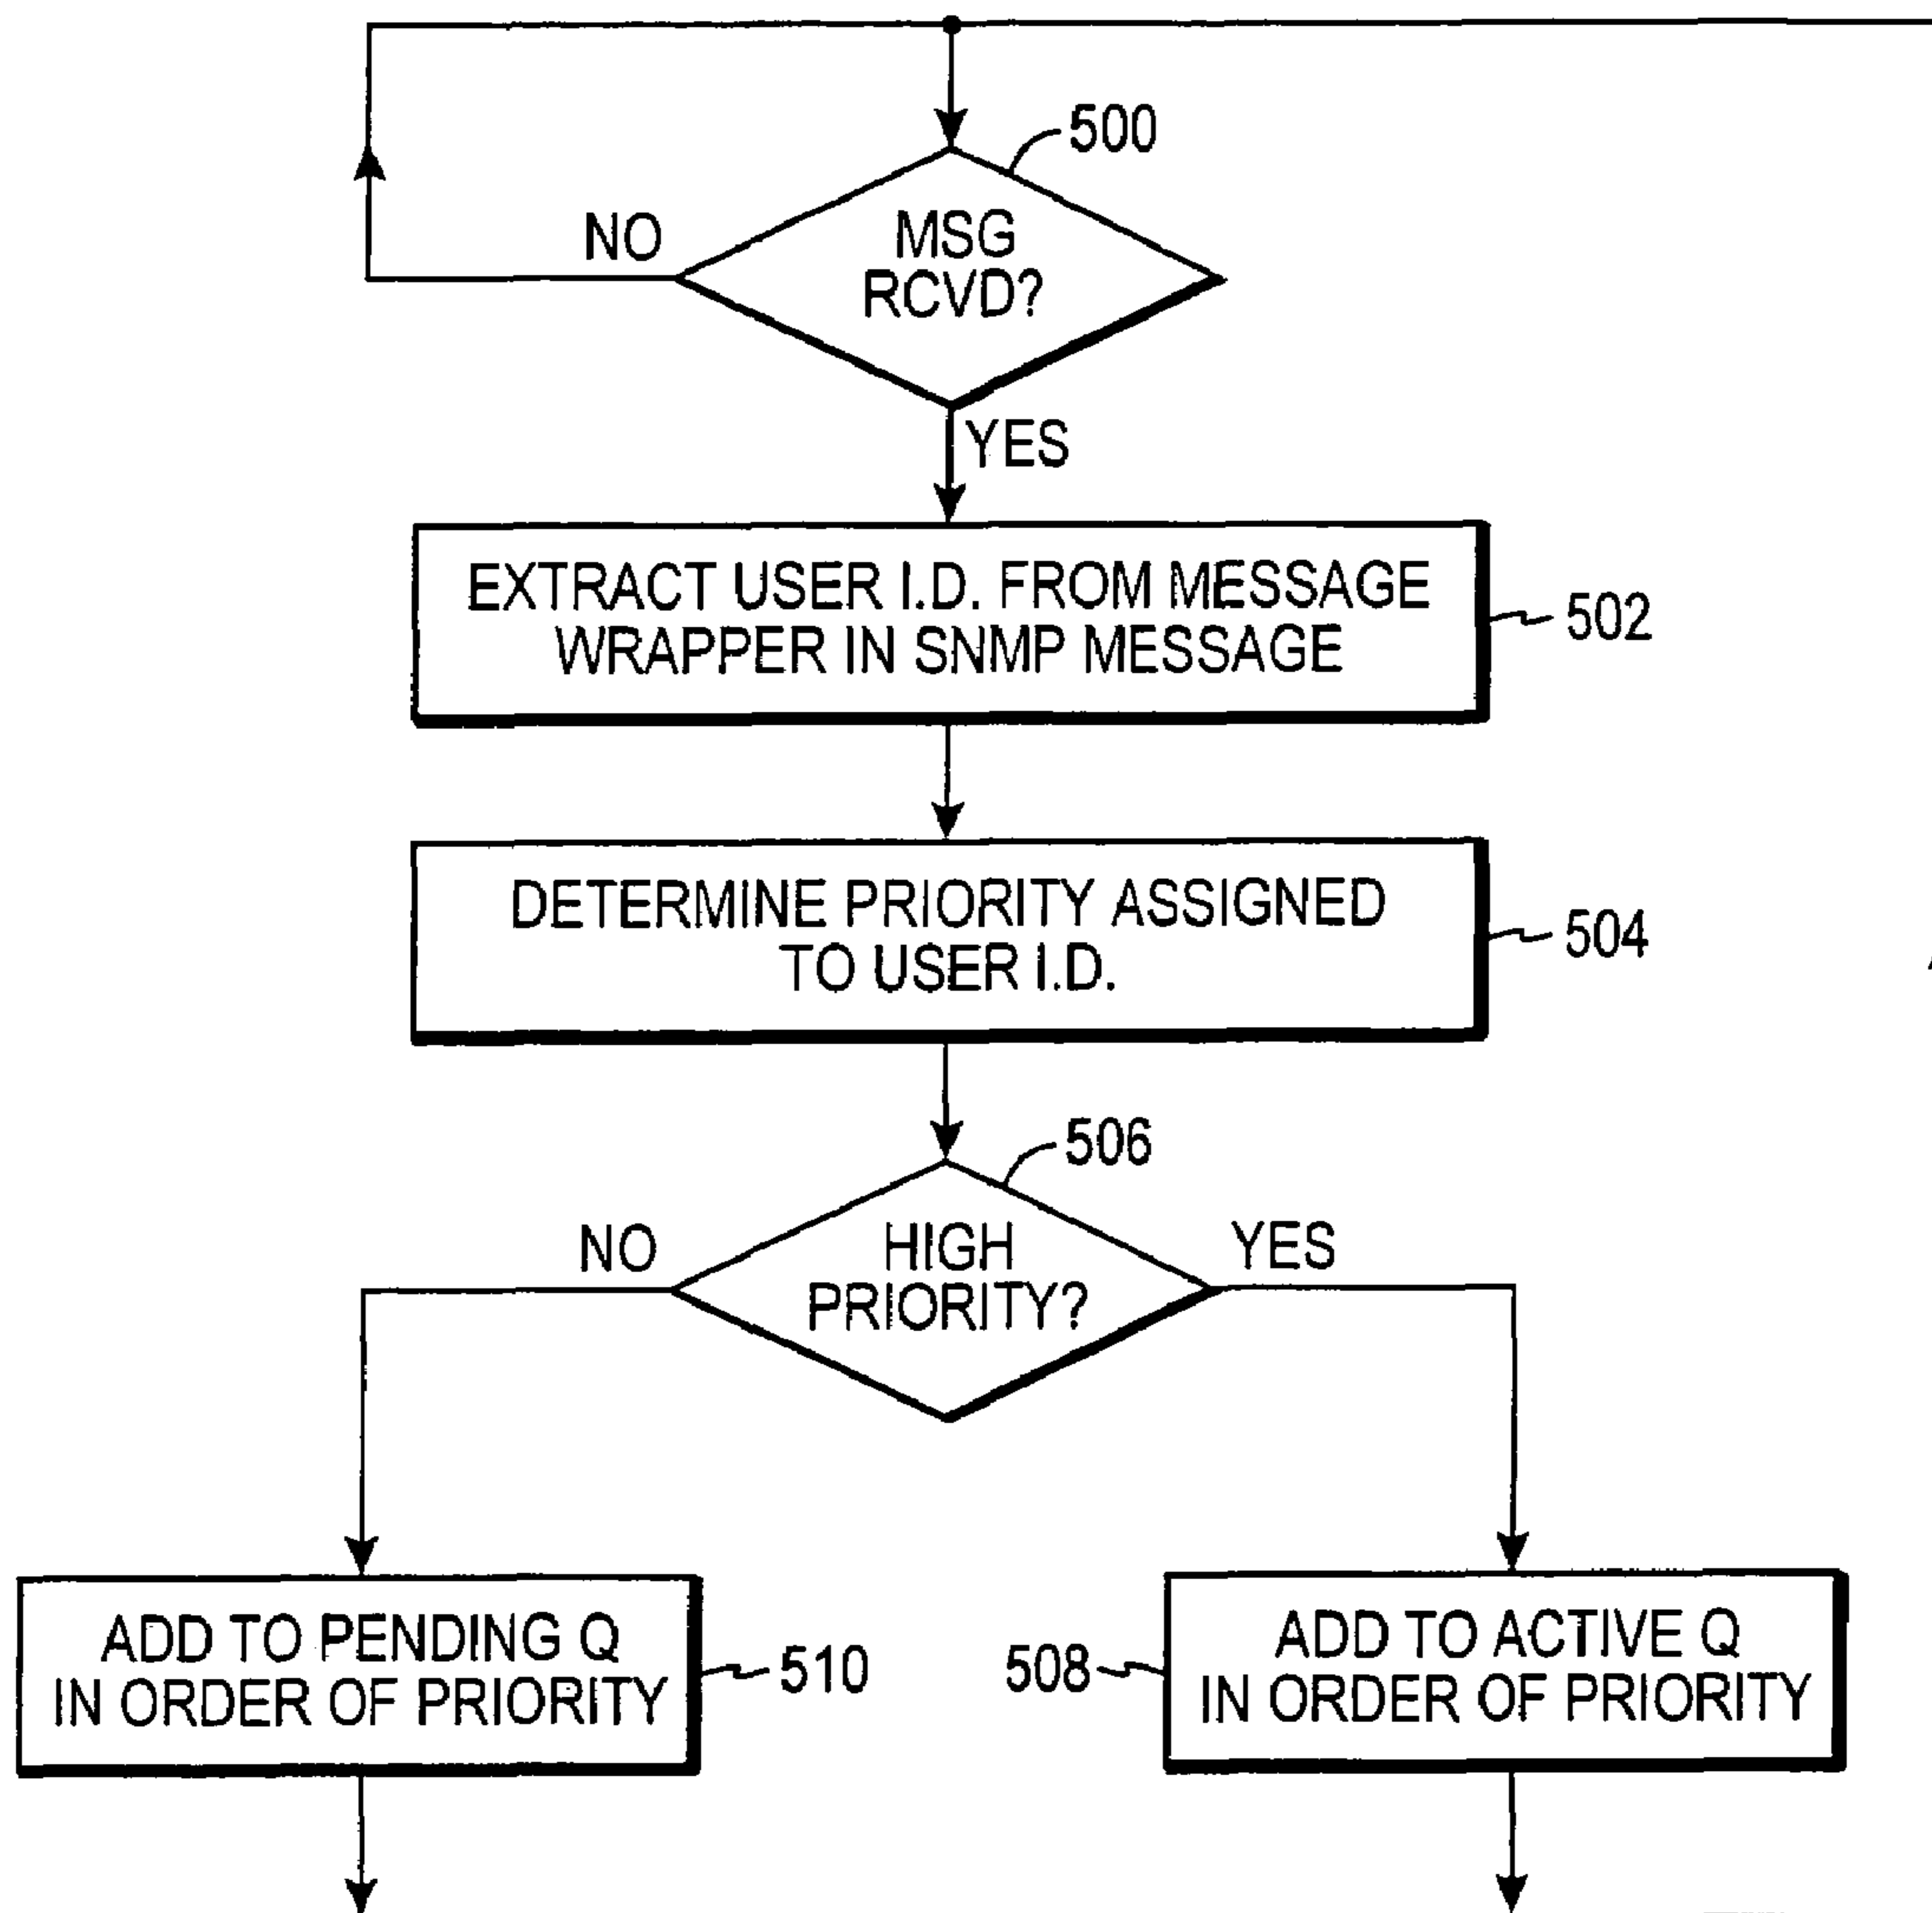 500
MSG
RCVD?
NO
YES
EXTRACT USER I.D. FROM MESSAGE
WRAPPER IN SNMP MESSAGE
502
DETERMINE PRIORITY ASSIGNED
TO USER I.D.
504
506
HIGH
PRIORITY?
NO
YES
ADD TO PENDING Q
IN ORDER OF PRIORITY
510
508
ADD TO ACTIVE Q
IN ORDER OF PRIORITY